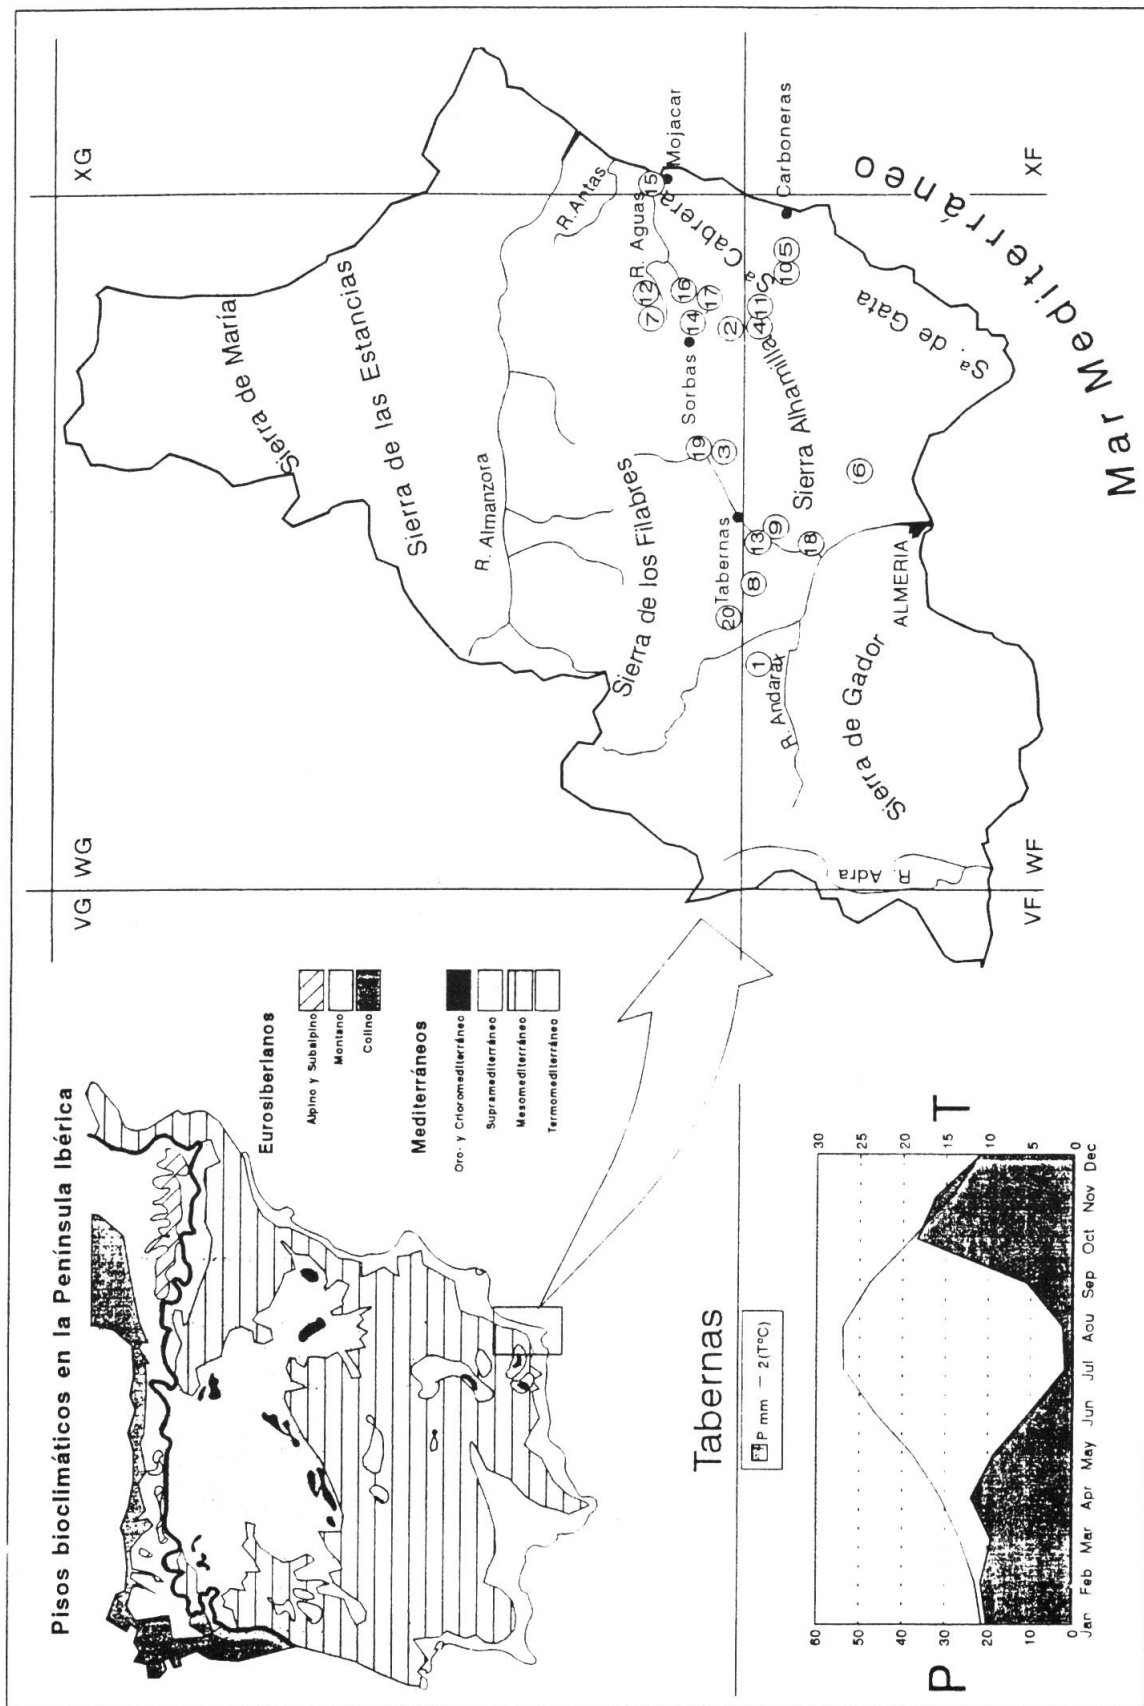 Pisos bioclimáticos en la Península Ibérica
Eurosiberianos
Alpino y Subalpino
Montano
Colino
Mediterráneos
Oro- y Crioromediterráneo
Supramediterráneo
Mesomediterráneo
Termomediterráneo
VG
WG
XG
VF
WF
XF
Sierra de María
Sierra de las Estancias
R. Almanzora
R. Antas
Sierra de los Filabres
R. Aguas
Mojacar
Sorbas
Sª Cabrera
Carboneras
Tabernas
Sierra Alhamilla
Sª. de Gata
R. Andarax
ALMERIA
Sierra de Gador
R. Adra
Mar Mediterráneo
15
12
7
16
17
14
2
11
4
10
5
19
3
6
9
13
18
8
20
1
Tabernas
P mm — 2(TºC)
P
T
60
50
40
30
20
10
0
30
25
20
15
10
5
0
Jan Feb Mar Apr May Jun Jul Aou Sep Oct Nov Dec